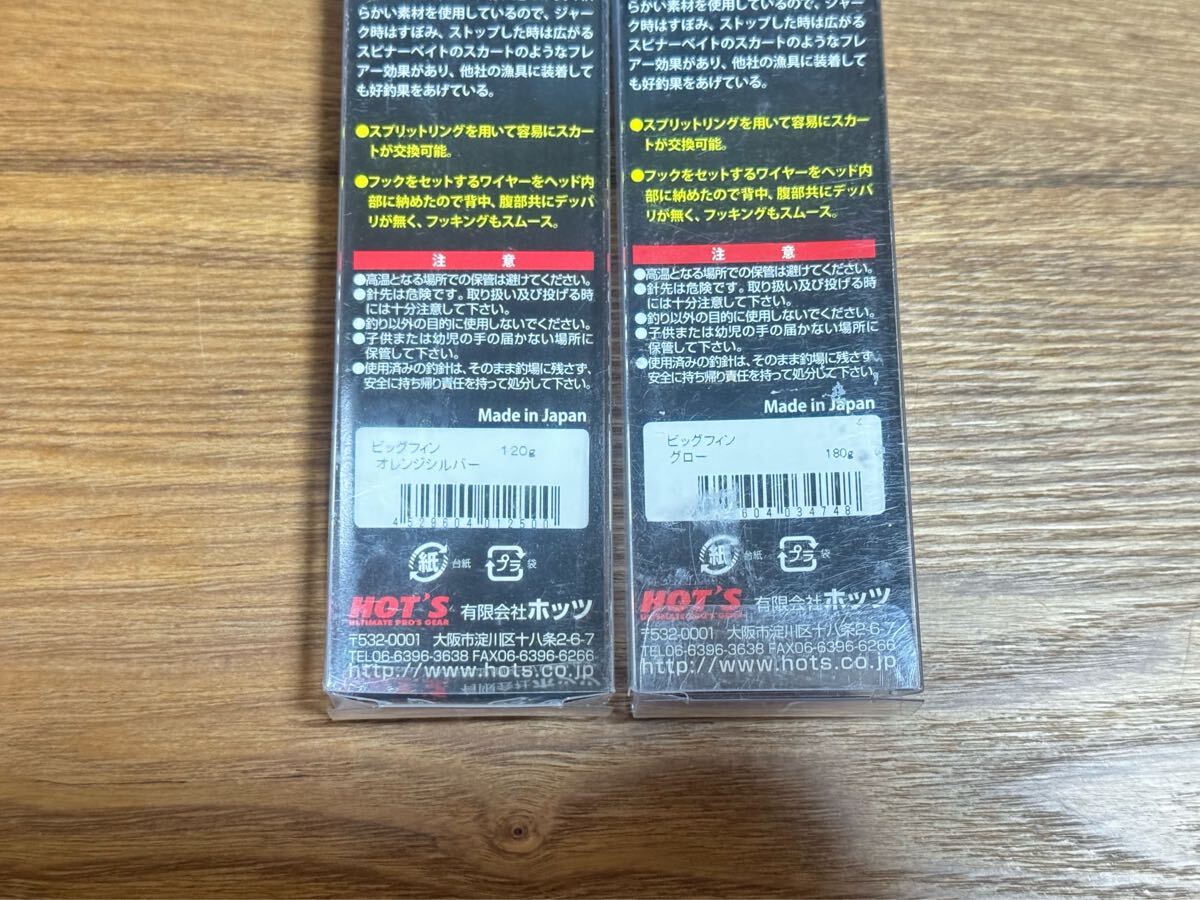 らかい素材を使用しているので、ジャー
ク時はすぼみ、ストップした時は広がる
スピナーベイトのスカートのようなフレ
アー効果があり、他社の漁具に装着して
も好釣果をあげている。
●スプリットリングを用いて容易にスカー
トが交換可能。
●フックをセットするワイヤーをヘッド内
部に納めたので背中、腹部共にデッパ
リが無く、フッキングもスムース。
注 意
●高温となる場所での保管は避けてください。
●針先は危険です。取り扱い及び投げる時
には十分注意して下さい。
●釣り以外の目的に使用しないでください。
●子供または幼児の手の届かない場所に
保管して下さい。
●使用済みの釣針は、そのまま釣場に残さず、
安全に持ち帰り責任を持って処分して下さい。
Made in Japan
ビッグフィン 120g
オレンジシルバー
4 529604 012500
紙 台紙 プラ 袋
HOT'S 有限会社ホッツ
ULTIMATE PRO'S GEAR
〒532-0001 大阪市淀川区十八条2-6-7
TEL06-6396-3638 FAX06-6396-6266
http://www.hots.co.jp
らかい素材を使用しているので、ジャー
ク時はすぼみ、ストップした時は広がる
スピナーベイトのスカートのようなフレ
アー効果があり、他社の漁具に装着して
も好釣果をあげている。
●スプリットリングを用いて容易にスカー
トが交換可能。
●フックをセットするワイヤーをヘッド内
部に納めたので背中、腹部共にデッパ
リが無く、フッキングもスムース。
注 意
●高温となる場所での保管は避けてください。
●針先は危険です。取り扱い及び投げる時
には十分注意して下さい。
●釣り以外の目的に使用しないでください。
●子供または幼児の手の届かない場所に
保管して下さい。
●使用済みの釣針は、そのまま釣場に残さず、
安全に持ち帰り責任を持って処分して下さい。
Made in Japan
ビッグフィン
グロー 180g
604 034748
紙 台紙 プラ 袋
HOT'S 有限会社ホッツ
ULTIMATE PRO'S GEAR
〒532-0001 大阪市淀川区十八条2-6-7
TEL06-6396-3638 FAX06-6396-6266
http://www.hots.co.jp